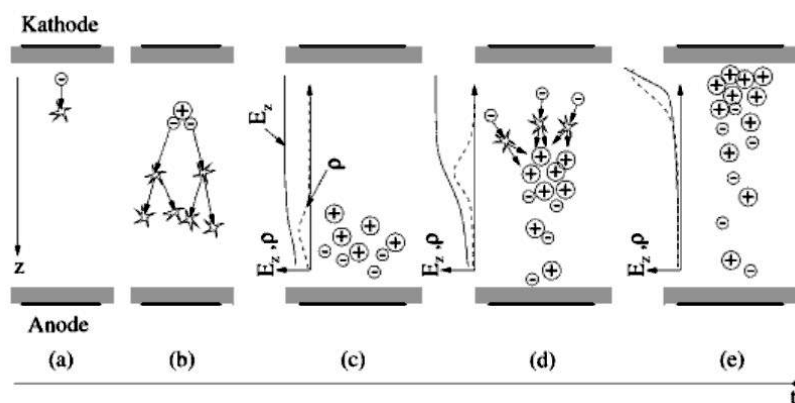 Kathode
z
E_z
ρ
E_z,ρ
E_z,ρ
E_z,ρ
Anode
(a) (b) (c) (d) (e)
t